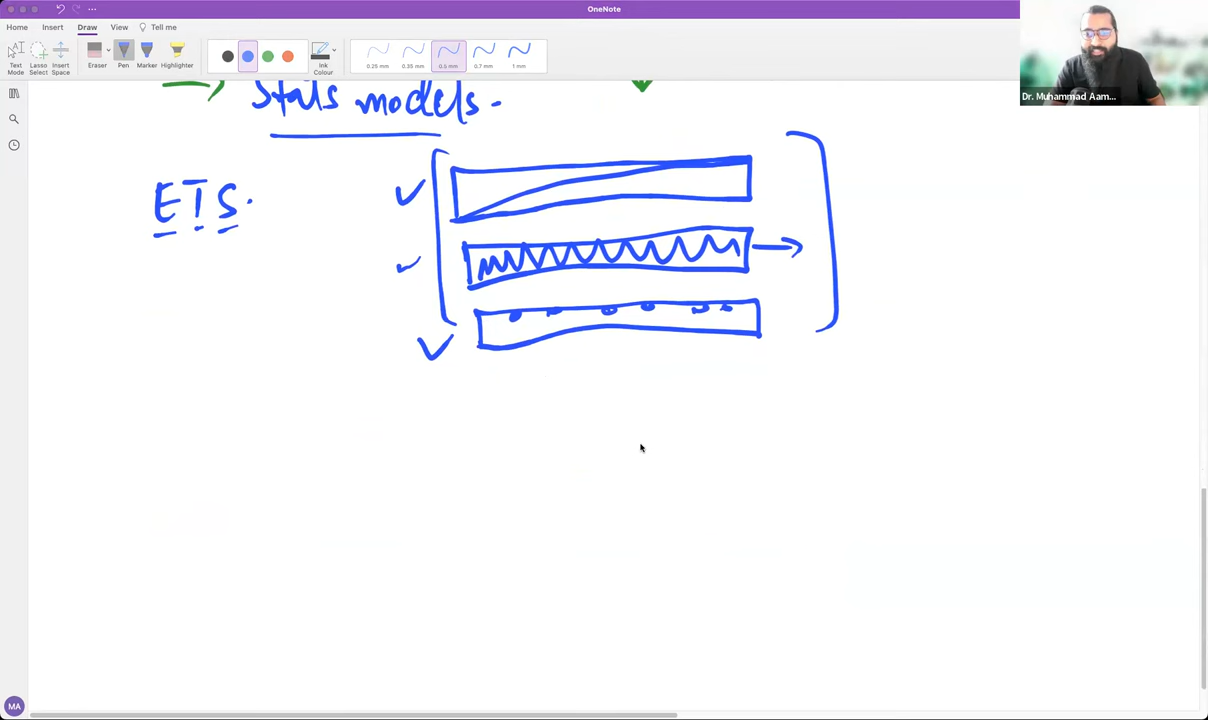 OneNote
Home Insert Draw View Tell me
Text Mode
Lasso Select
Insert Space
Eraser
Pen
Marker
Highlighter
Ink Colour
0.25 mm
0.35 mm
0.5 mm
0.7 mm
1 mm
Dr. Muhammad Aam...
Stats models.
ETS.
MA